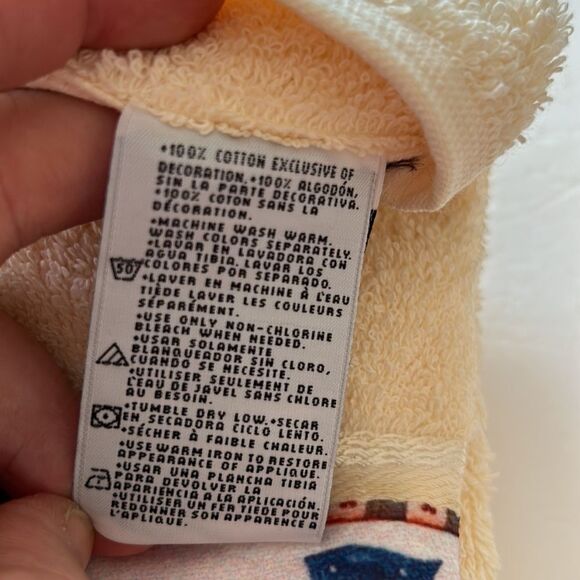 •100% COTTON EXCLUSIVE OF
DECORATION.•100% ALGODÓN,
SIN LA PARTE DECORATIVA.
•100% COTON SANS LA
DÉCORATION.
•MACHINE WASH WARM.
WASH COLORS SEPARATELY.
•LAVAR EN LAVADORA CON
AGUA TIBIA. LAVAR LOS
COLORES POR SEPARADO.
50
•LAVER EN MACHINE À L'EAU
TIÈDE LAVER LES COULEURS
SÉPARÉMENT.
•USE ONLY NON-CHLORINE
BLEACH WHEN NEEDED.
•USAR SOLAMENTE
BLANQUEADOR SIN CLORO,
CUANDO SE NECESITE.
•UTILISER SEULEMENT DE
L'EAU DE JAVEL SANS CHLORE
AU BESOIN.
•TUMBLE DRY LOW.•SECAR
EN SECADORA CICLO LENTO.
•SÉCHER À FAIBLE CHALEUR.
•USE WARM IRON TO RESTORE
APPEARANCE OF APPLIQUE.
•USAR UNA PLANCHA TIBIA
PARA DEVOLVER LA
APARIENCIA A LA APLICACIÓN.
•UTILISER UN FER TIEDE POUR
REDONNER SON APPARENCE A
L'APLIQUE.